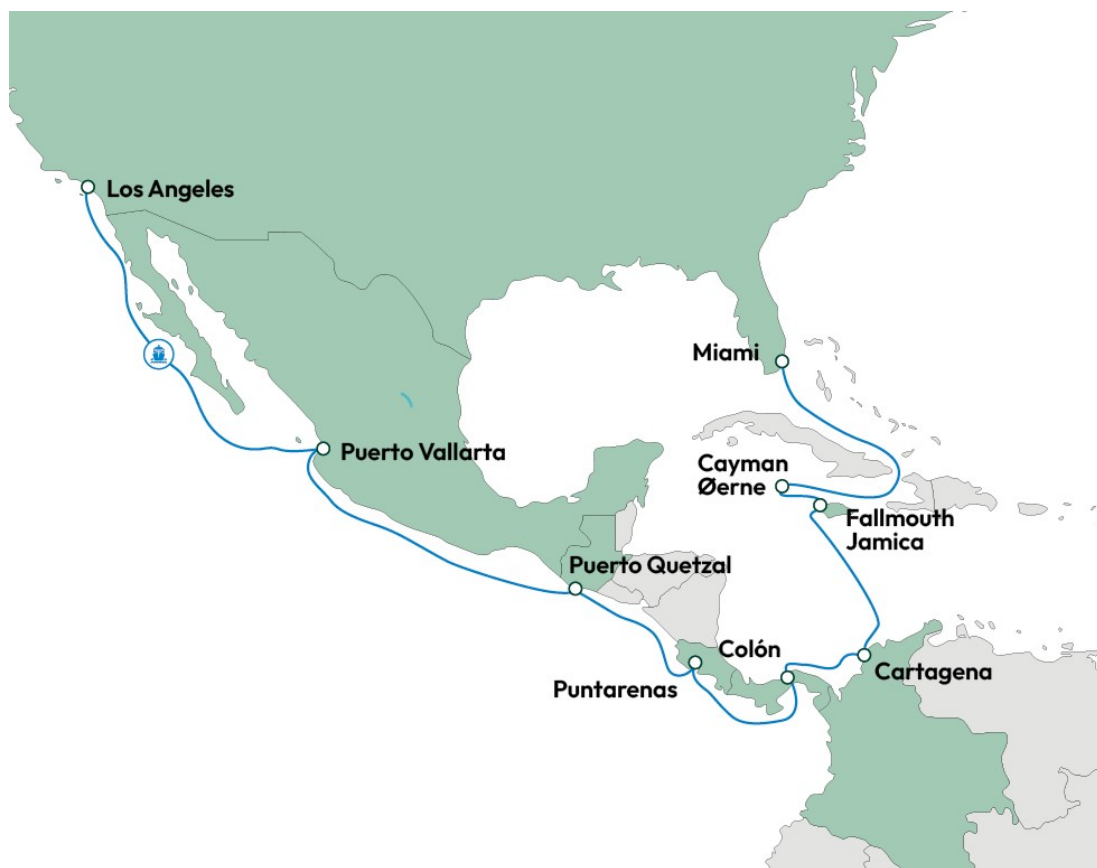 Los Angeles
Miami
Puerto Vallarta
Cayman
Øerne
Fallmouth
Jamica
Puerto Quetzal
Colón
Cartagena
Puntarenas